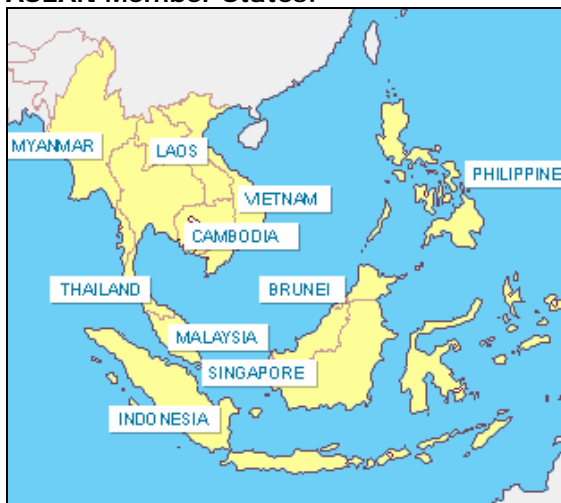 ASEAN Member States:
MYANMAR
LAOS
PHILIPPINE
VIETNAM
CAMBODIA
THAILAND
BRUNEI
MALAYSIA
SINGAPORE
INDONESIA